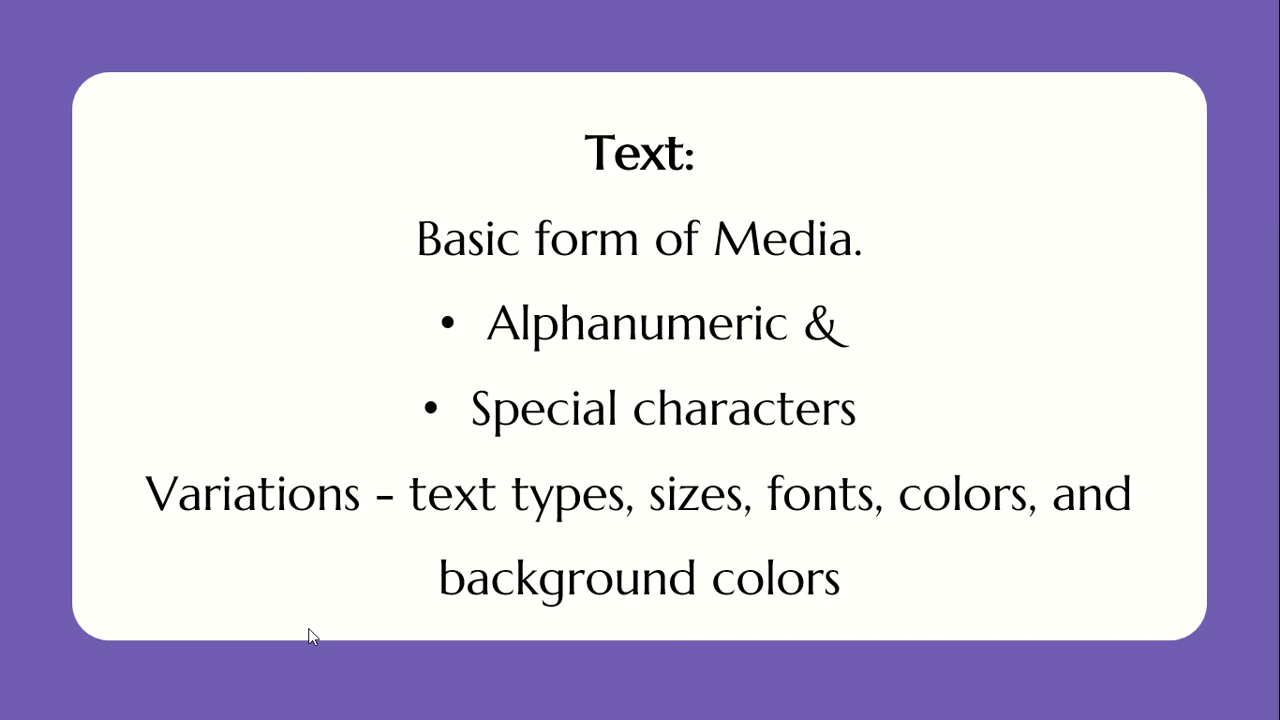 Text:
Basic form of Media.
• Alphanumeric &
• Special characters
Variations - text types, sizes, fonts, colors, and
background colors